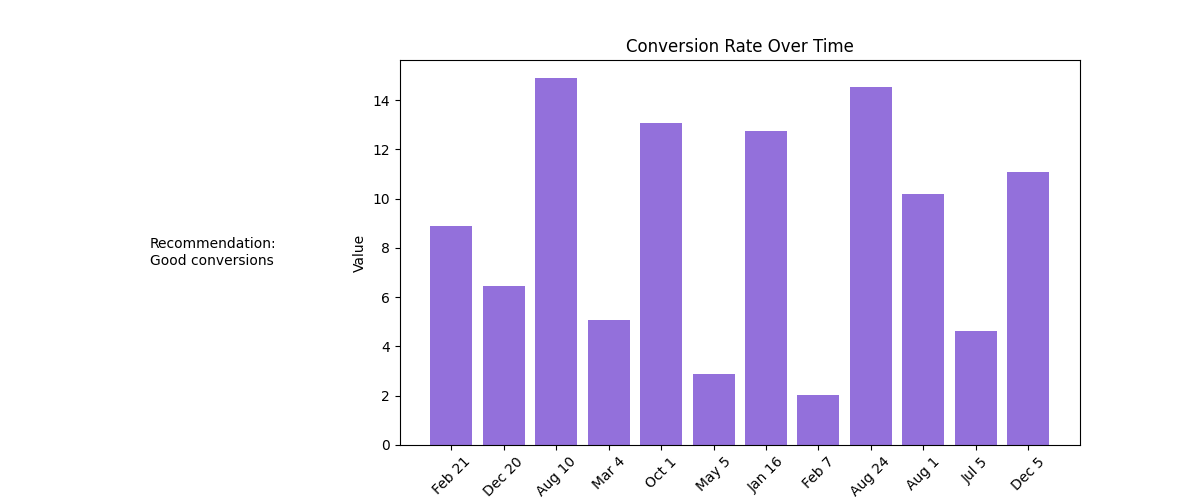 Conversion Rate Over Time
Recommendation:
Good conversions
Value
14
12
10
8
6
4
2
0
Feb 21
Dec 20
Aug 10
Mar 4
Oct 1
May 5
Jan 16
Feb 7
Aug 24
Aug 1
Jul 5
Dec 5